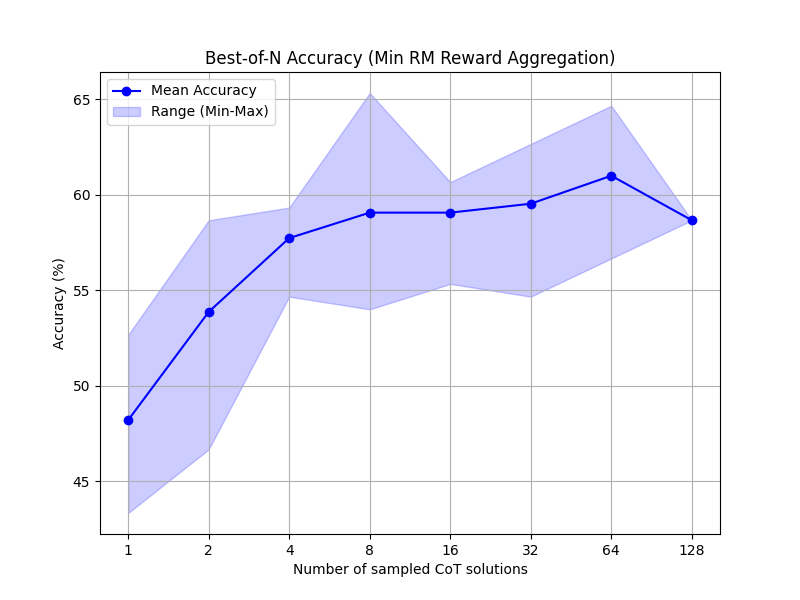 Best-of-N Accuracy (Min RM Reward Aggregation)
Mean Accuracy
Range (Min-Max)
Accuracy (%)
65
60
55
50
45
1 2 4 8 16 32 64 128
Number of sampled CoT solutions